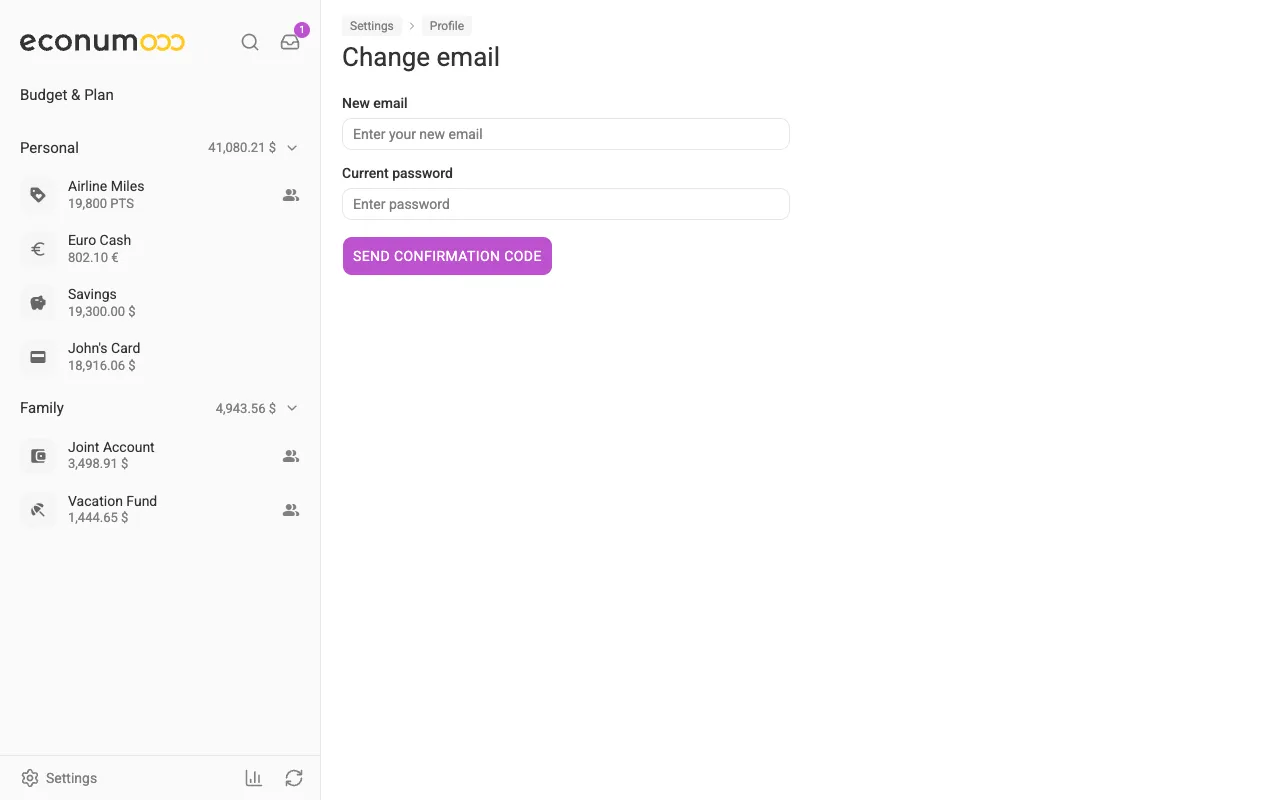 econumo
1
Budget & Plan
Personal 41,080.21 $
Airline Miles
19,800 PTS
Euro Cash
802.10 €
Savings
19,300.00 $
John's Card
18,916.06 $
Family 4,943.56 $
Joint Account
3,498.91 $
Vacation Fund
1,444.65 $
Settings
Settings > Profile
Change email
New email
Enter your new email
Current password
Enter password
SEND CONFIRMATION CODE